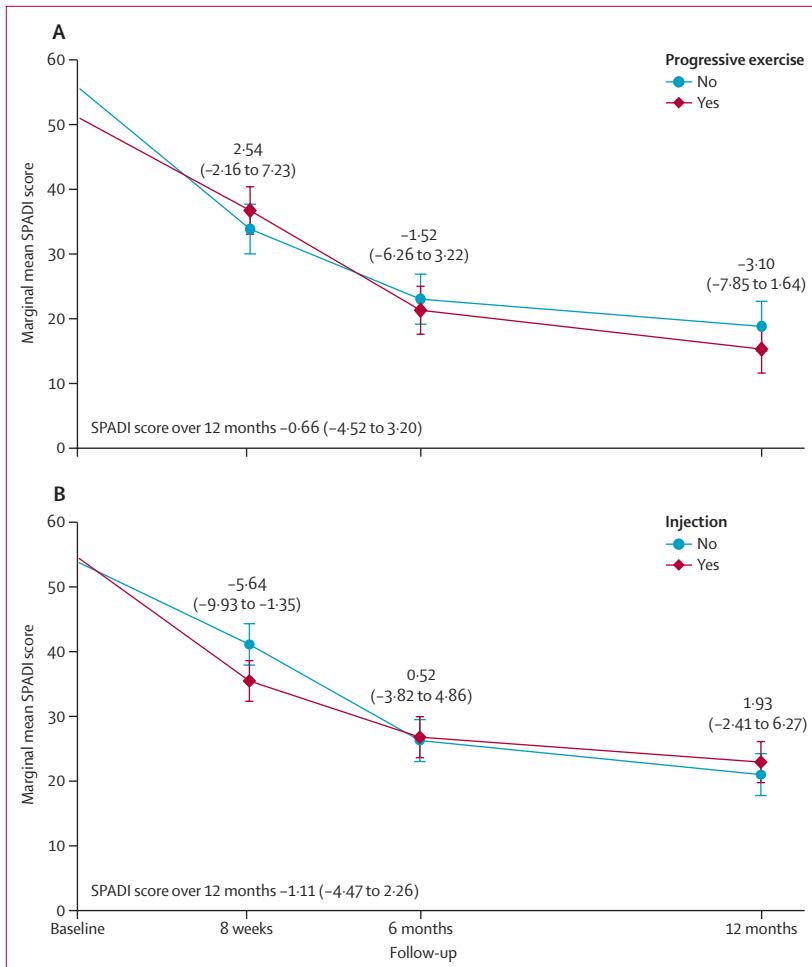 A
60
50
40
30
20
10
0
Marginal mean SPADI score
Progressive exercise
No
Yes
2·54
(–2·16 to 7·23)
–1·52
(–6·26 to 3·22)
–3·10
(–7·85 to 1·64)
SPADI score over 12 months –0·66 (–4·52 to 3·20)
B
60
50
40
30
20
10
0
Marginal mean SPADI score
Injection
No
Yes
–5·64
(–9·93 to –1·35)
0·52
(–3·82 to 4·86)
1·93
(–2·41 to 6·27)
SPADI score over 12 months –1·11 (–4·47 to 2·26)
Baseline
8 weeks
6 months
12 months
Follow-up